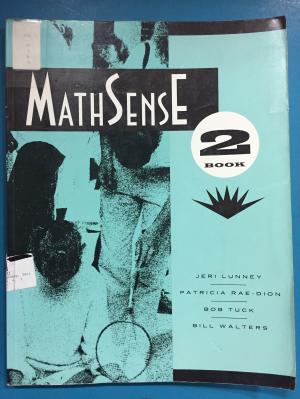 MATHSENSE
2
BOOK
JERI LUNNEY
PATRICIA RAE-DION
BOB TUCK
BILL WALTERS